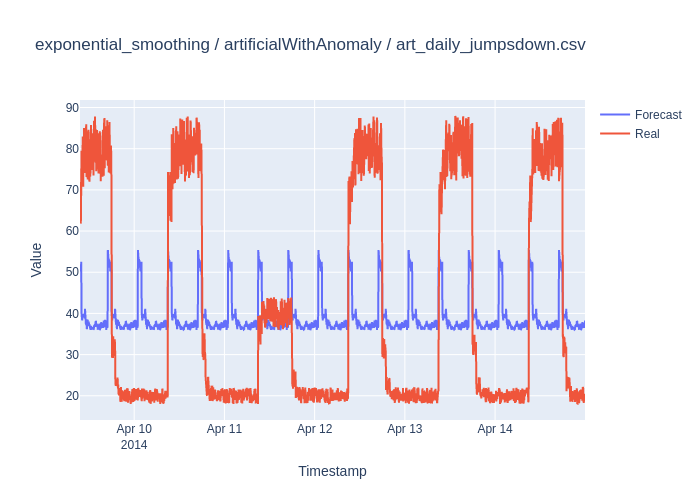 exponential_smoothing / artificialWithAnomaly / art_daily_jumpsdown.csv
Forecast
Real
90
80
70
60
50
40
30
20
Value
Apr 10
2014
Apr 11
Apr 12
Apr 13
Apr 14
Timestamp